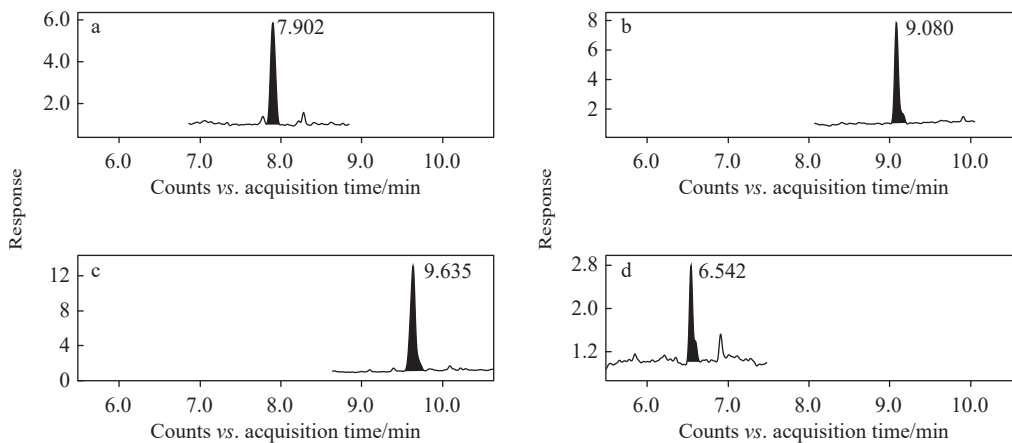 a
7.902
6.0
4.0
2.0
6.0 7.0 8.0 9.0 10.0
Counts vs. acquisition time/min
b
9.080
8
6
4
2
6.0 7.0 8.0 9.0 10.0
Counts vs. acquisition time/min
Response
Response
c
9.635
12
8
4
0
6.0 7.0 8.0 9.0 10.0
Counts vs. acquisition time/min
d
6.542
2.8
2.0
1.2
6.0 7.0 8.0 9.0 10.0
Counts vs. acquisition time/min